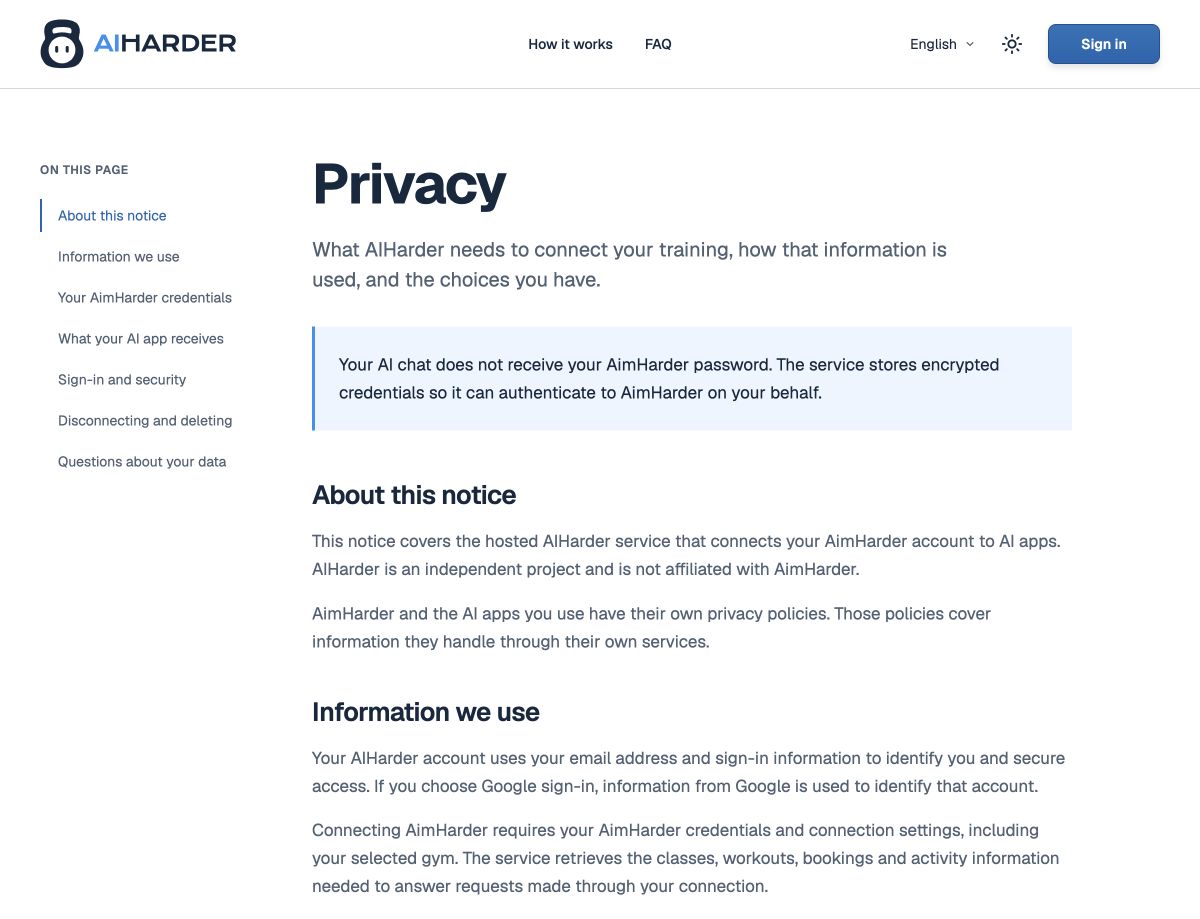 AIHARDER
How it works
FAQ
English
Sign in
ON THIS PAGE
About this notice
Information we use
Your AimHarder credentials
What your AI app receives
Sign-in and security
Disconnecting and deleting
Questions about your data
Privacy
What AIHarder needs to connect your training, how that information is
used, and the choices you have.
Your AI chat does not receive your AimHarder password. The service stores encrypted
credentials so it can authenticate to AimHarder on your behalf.
About this notice
This notice covers the hosted AIHarder service that connects your AimHarder account to AI apps.
AIHarder is an independent project and is not affiliated with AimHarder.
AimHarder and the AI apps you use have their own privacy policies. Those policies cover
information they handle through their own services.
Information we use
Your AIHarder account uses your email address and sign-in information to identify you and secure
access. If you choose Google sign-in, information from Google is used to identify that account.
Connecting AimHarder requires your AimHarder credentials and connection settings, including
your selected gym. The service retrieves the classes, workouts, bookings and activity information
needed to answer requests made through your connection.